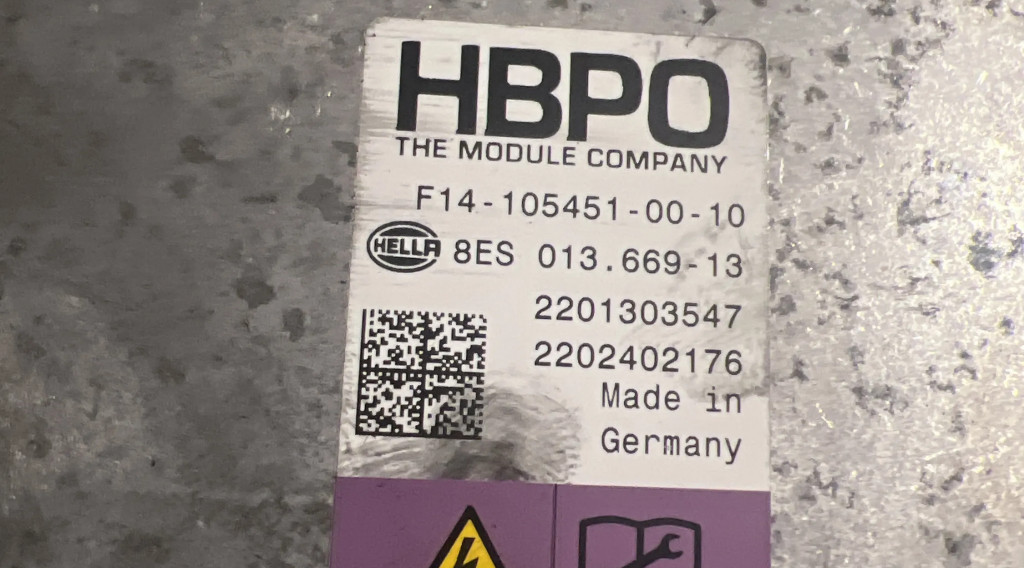 HBPO
THE MODULE COMPANY
F14-105451-00-10
HELLA 8ES 013.669-13
2201303547
2202402176
Made in
Germany